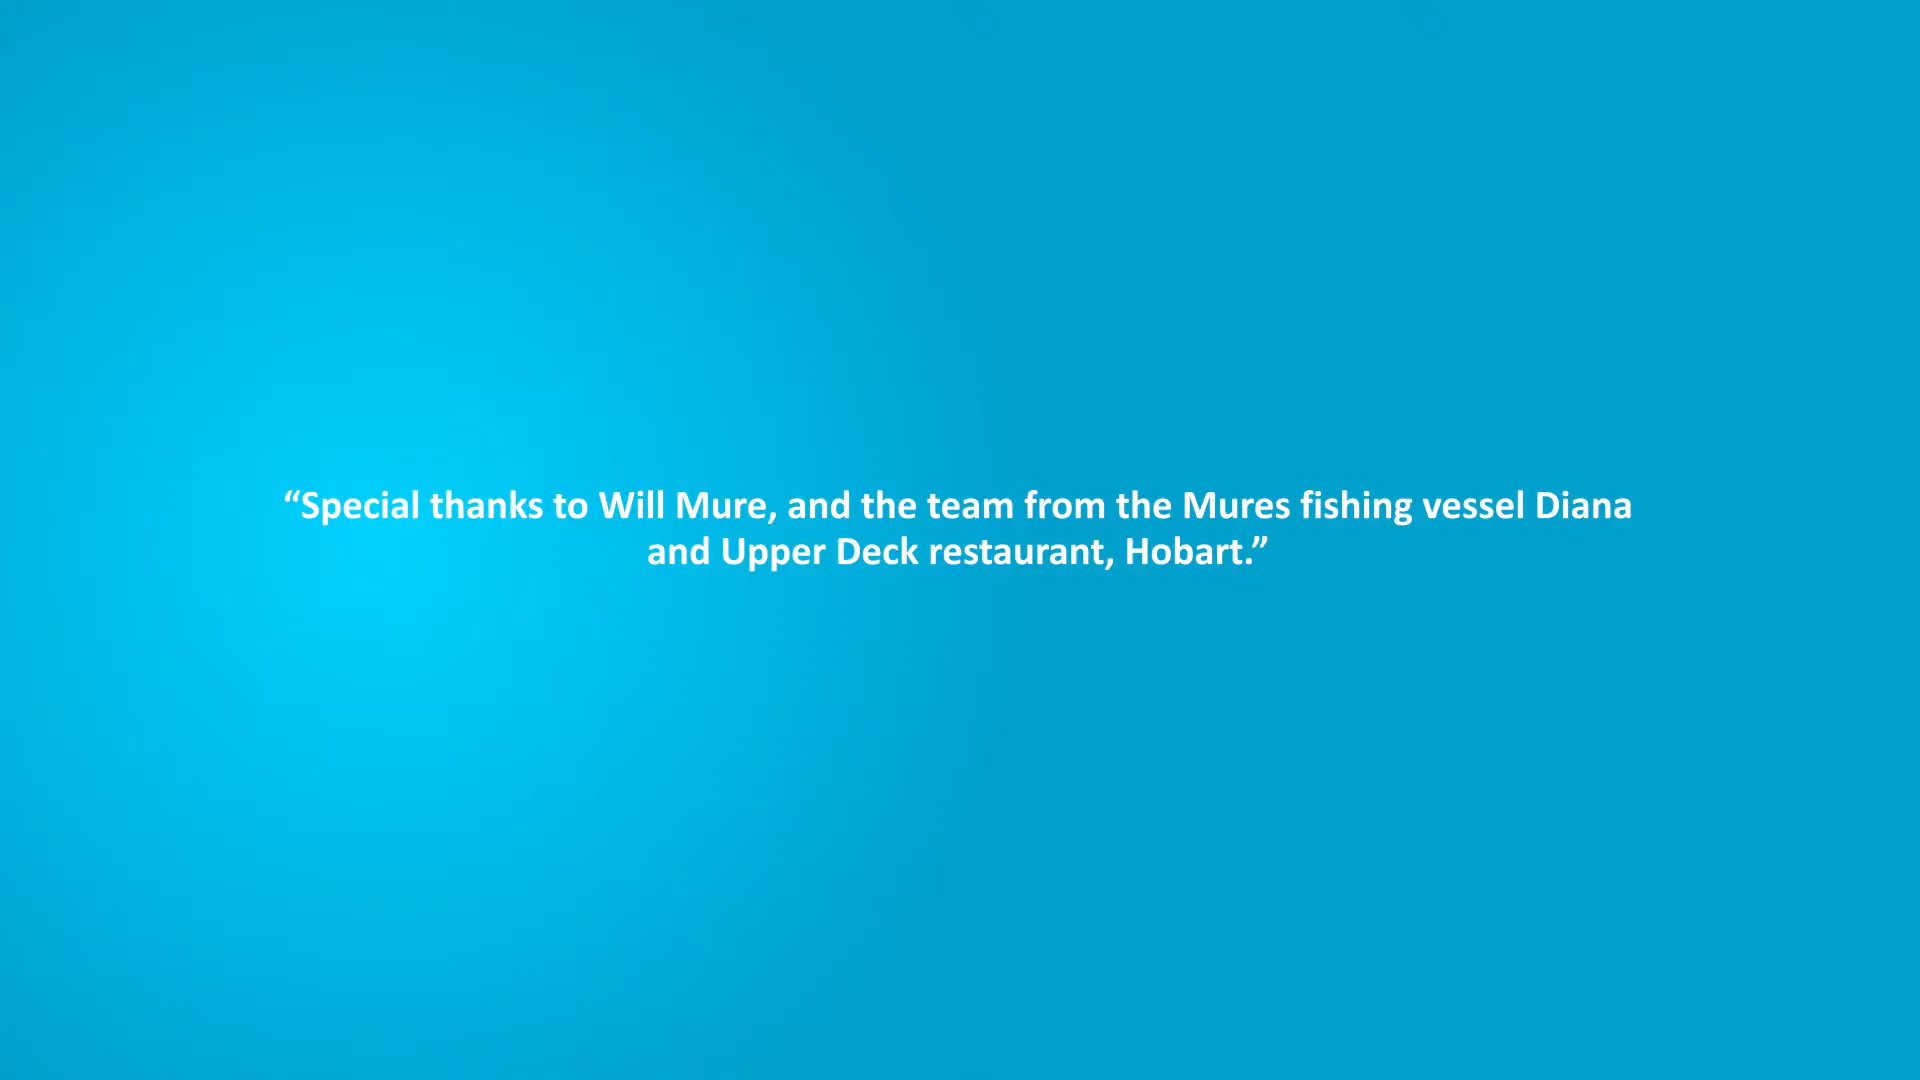 “Special thanks to Will Mure, and the team from the Mures fishing vessel Diana
and Upper Deck restaurant, Hobart.”